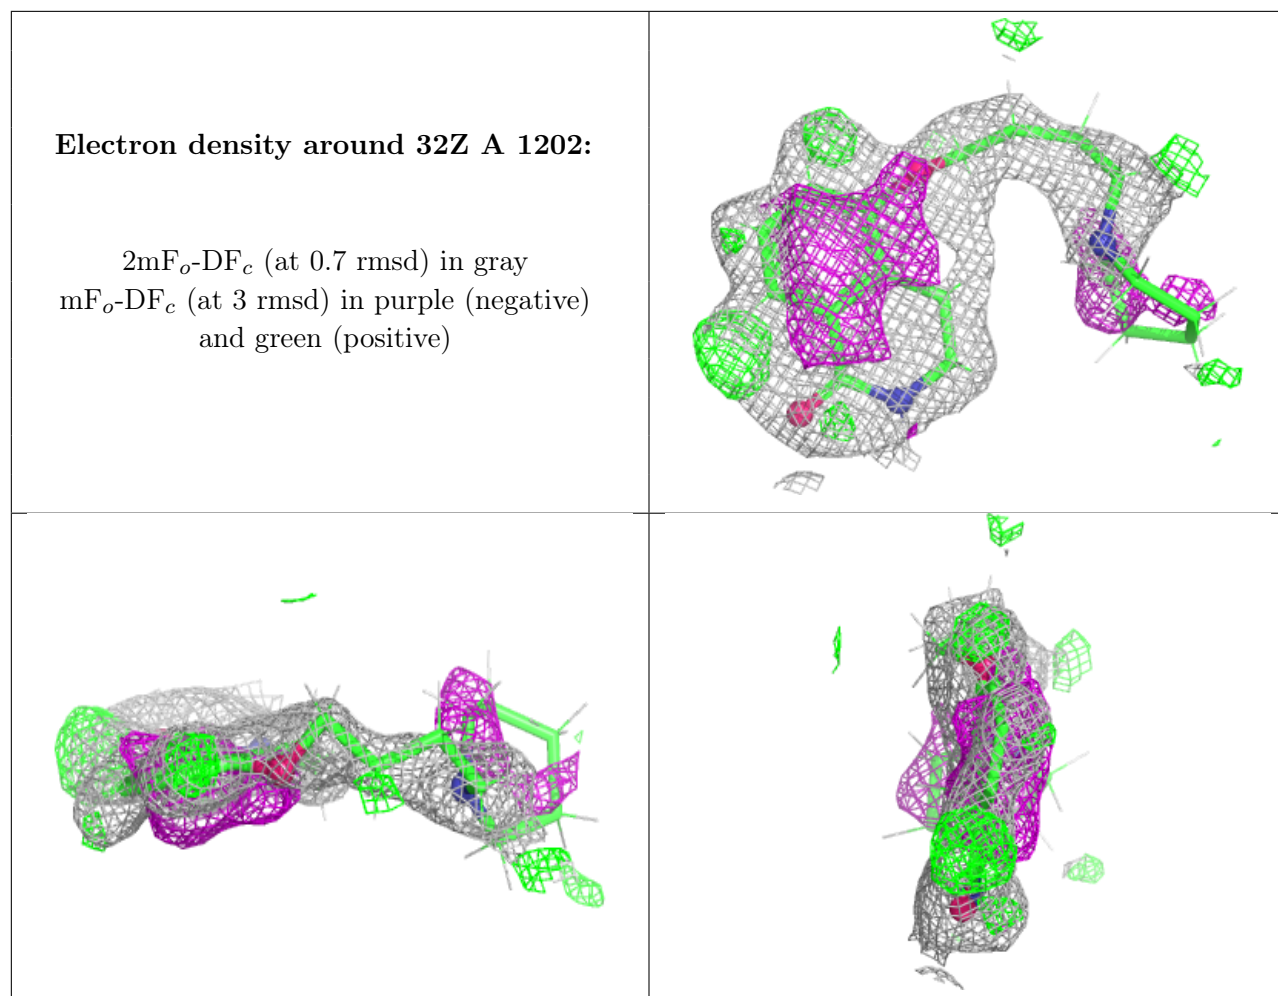 Electron density around 32Z A 1202:
2mFₒ-DF𝒸 (at 0.7 rmsd) in gray
mFₒ-DF𝒸 (at 3 rmsd) in purple (negative)
and green (positive)